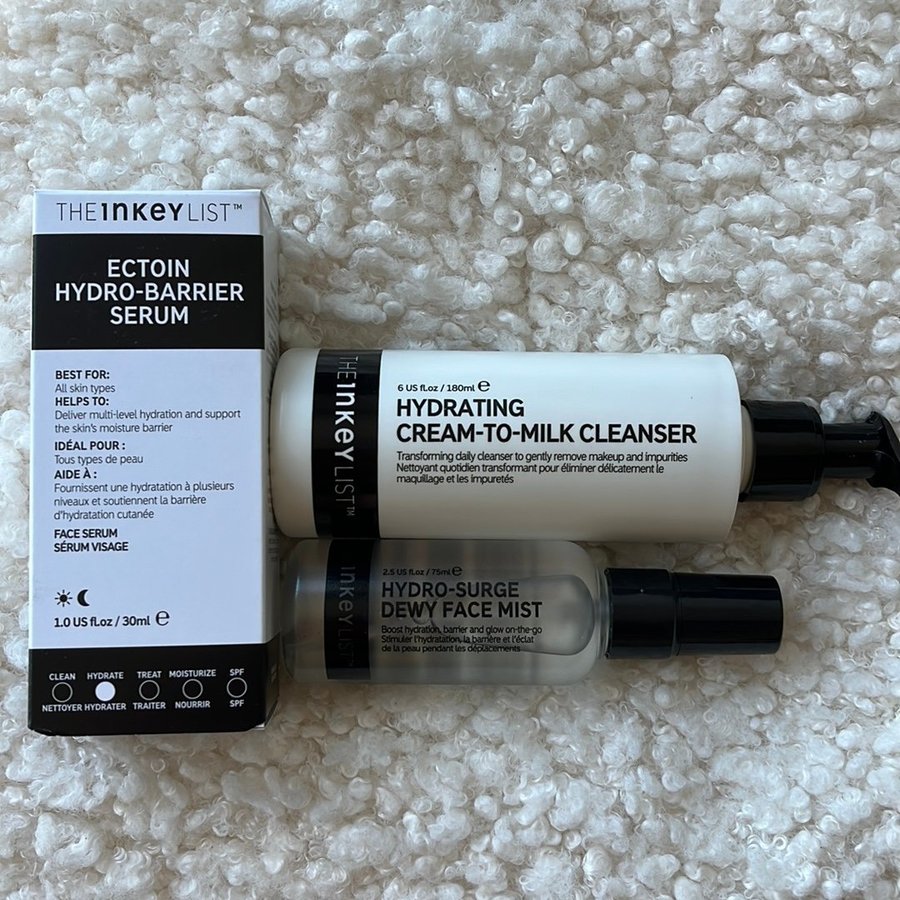 THE INKEY LIST™
ECTOIN
HYDRO-BARRIER
SERUM
BEST FOR:
All skin types
HELPS TO:
Deliver multi-level hydration and support
the skin's moisture barrier
IDÉAL POUR :
Tous types de peau
AIDE À :
Fournissent une hydratation à plusieurs
niveaux et soutiennent la barrière
d'hydratation cutanée
FACE SERUM
SÉRUM VISAGE
1.0 US fl.oz / 30ml ℮
CLEAN HYDRATE TREAT MOISTURIZE SPF
NETTOYER HYDRATER TRAITER NOURRIR SPF
THE INKEY LIST™
6 US fl.oz / 180ml ℮
HYDRATING
CREAM-TO-MILK CLEANSER
Transforming daily cleanser to gently remove makeup and impurities
Nettoyant quotidien transformant pour éliminer délicatement le
maquillage et les impuretés
INKEY LIST™
2.5 US fl.oz / 75ml ℮
HYDRO-SURGE
DEWY FACE MIST
Boost hydration, barrier and glow on-the-go
Stimuler l'hydratation, la barrière et l'éclat
de la peau pendant les déplacements